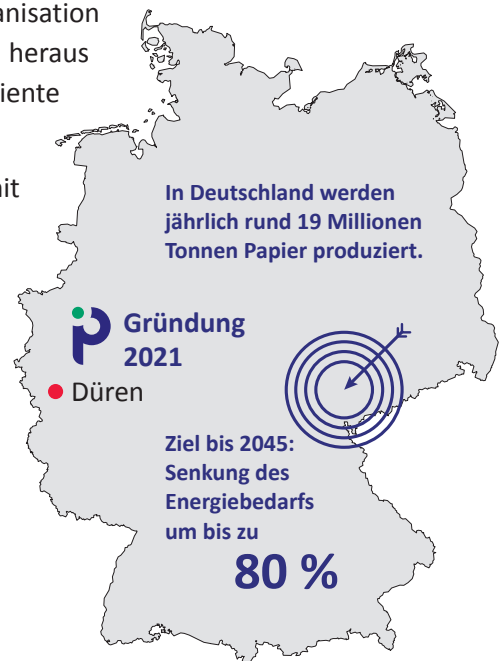 anisation
heraus
iente
it
In Deutschland werden
jährlich rund 19 Millionen
Tonnen Papier produziert.
Gründung
2021
Düren
Ziel bis 2045:
Senkung des
Energiebedarfs
um bis zu
80 %